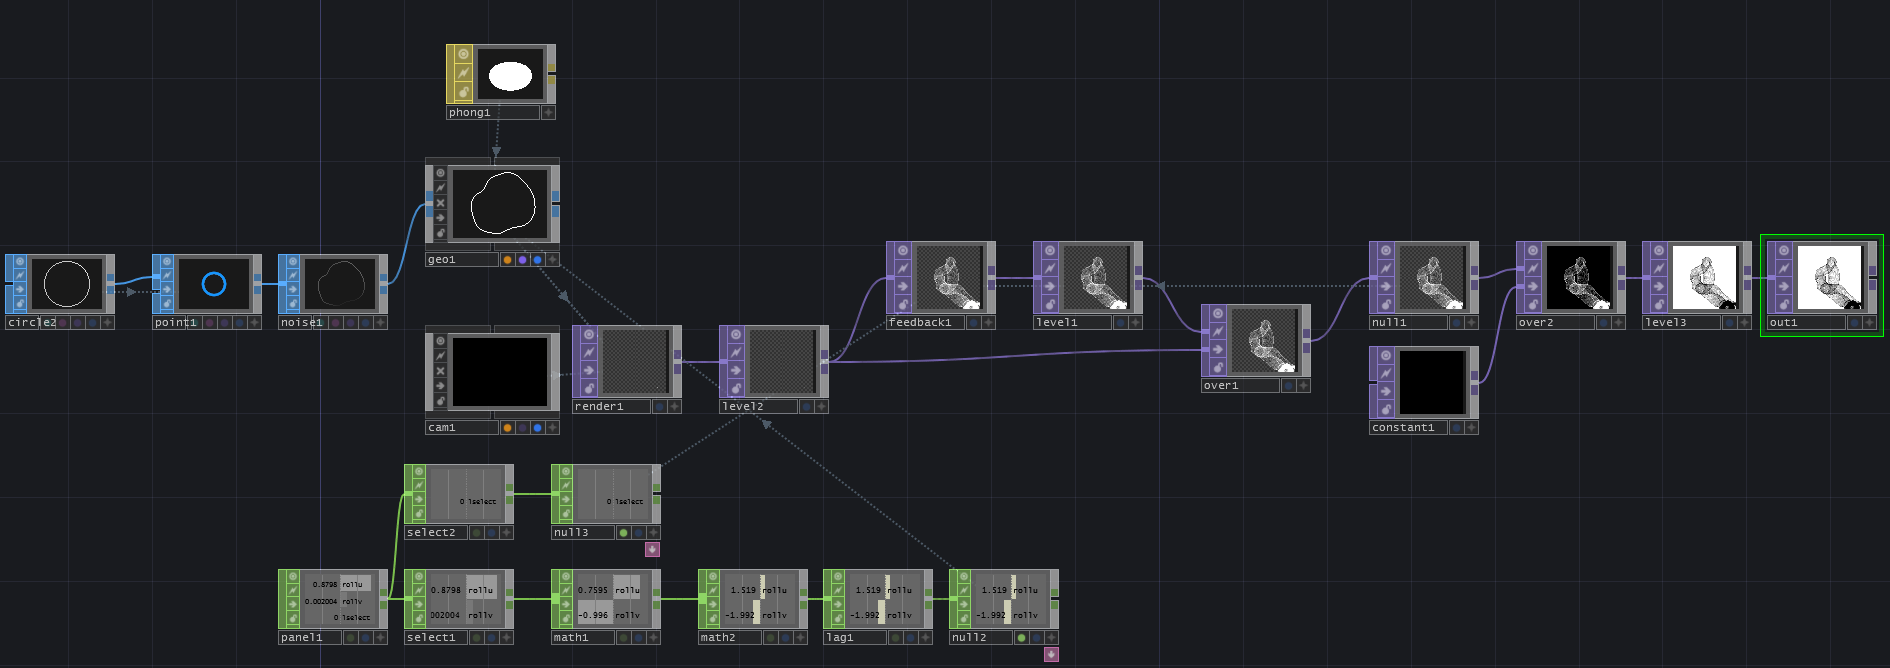 phong1
geo1
circle2
point1
noise1
feedback1
level1
null1
over2
level3
out1
over1
cam1
render1
level2
constant1
0 lselect
0 lselect
select2
null3
0.8798 rollu
0.002004 rollv
0 lselect
0.8798 rollu
002004 rollv
0.7595 rollu
-0.996 rollv
1.519 rollu
-1.992 rollv
1.519 rollu
-1.992 rollv
1.519 rollu
-1.992 rollv
panel1
select1
math1
math2
lag1
null2